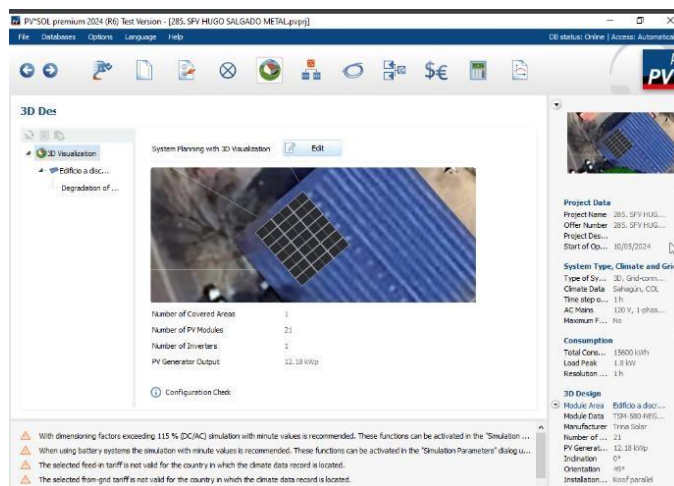 PV*SOL premium 2024 (R6) Test Version - [285. SFV HUGO SALGADO METAL.pvprj]
File Databases Options Language Help
DB status: Online | Access: Automatical
PV
3D Des
3D Visualization
Edificio a disc...
Degradation of ...
System Planning with 3D Visualization Edit
Number of Covered Areas 1
Number of PV Modules 21
Number of Inverters 1
PV Generator Output 12.18 kWp
Configuration Check
With dimensioning factors exceeding 115 % (DC/AC) simulation with minute values is recommended. These functions can be activated in the "Simulation ...
When using battery systems the simulation with minute values is recommended. These functions can be activated in the "Simulation Parameters" dialog u...
The selected feed-in tariff is not valid for the country in which the climate data record is located.
The selected from-grid tariff is not valid for the country in which the climate data record is located.
Project Data
Project Name 285. SFV HUG...
Offer Number 285. SFV HUG...
Project Des...
Start of Op... 10/05/2024
System Type, Climate and Gri
Type of Sy... 3D, Grid-conn...
Climate Data Sahagún, COL
Time step o... 1 h
AC Mains 120 V, 1-phas...
Maximum F... No
Consumption
Total Cons... 15600 kWh
Load Peak 1.8 kW
Resolution ... 1 h
3D Design
Module Area Edificio a discr...
Module Data TSM-580-NEG...
Manufacturer Trina Solar
Number of ... 21
PV Generat... 12.18 kWp
Inclination 0°
Orientation 49°
Installation... Roof parallel